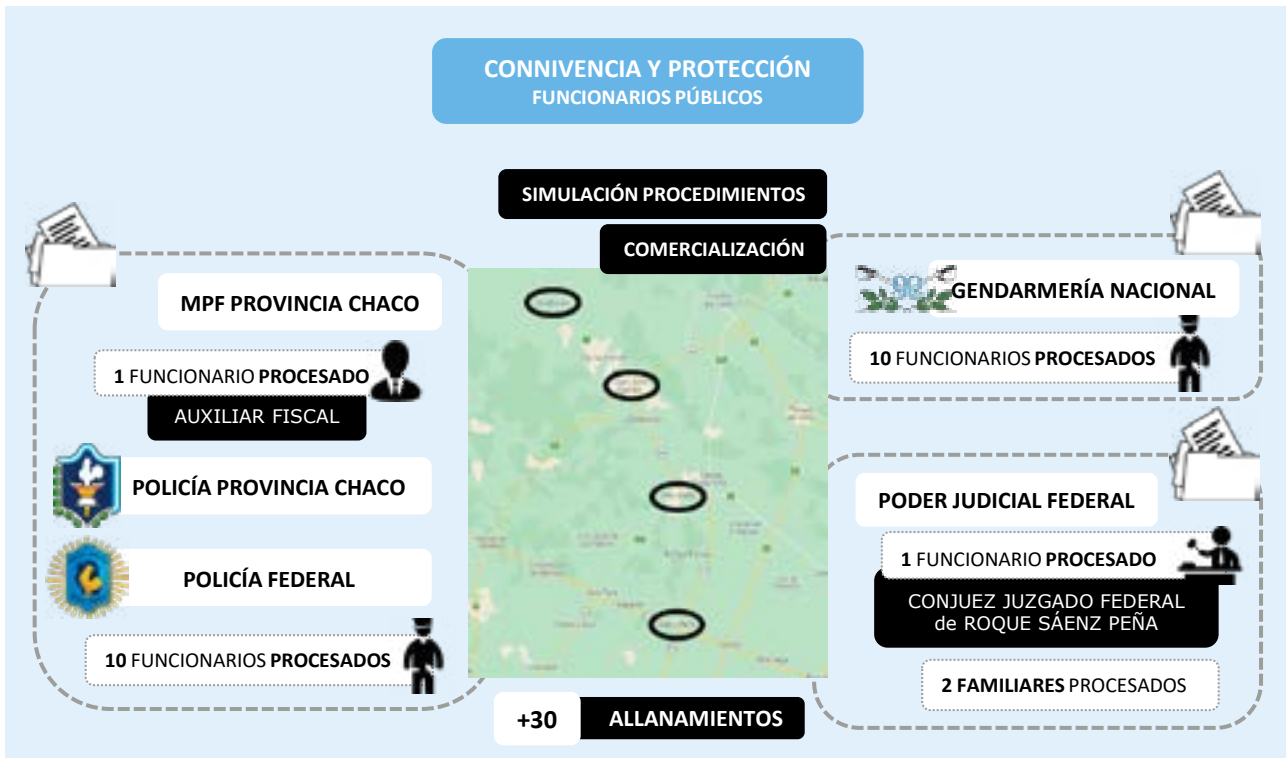 CONNIVENCIA Y PROTECCIÓN
FUNCIONARIOS PÚBLICOS
SIMULACIÓN PROCEDIMIENTOS
COMERCIALIZACIÓN
MPF PROVINCIA CHACO
1 FUNCIONARIO PROCESADO
AUXILIAR FISCAL
POLICÍA PROVINCIA CHACO
POLICÍA FEDERAL
10 FUNCIONARIOS PROCESADOS
GENDARMERÍA NACIONAL
10 FUNCIONARIOS PROCESADOS
PODER JUDICIAL FEDERAL
1 FUNCIONARIO PROCESADO
CONJUEZ JUZGADO FEDERAL
de ROQUE SÁENZ PEÑA
2 FAMILIARES PROCESADOS
+30 ALLANAMIENTOS